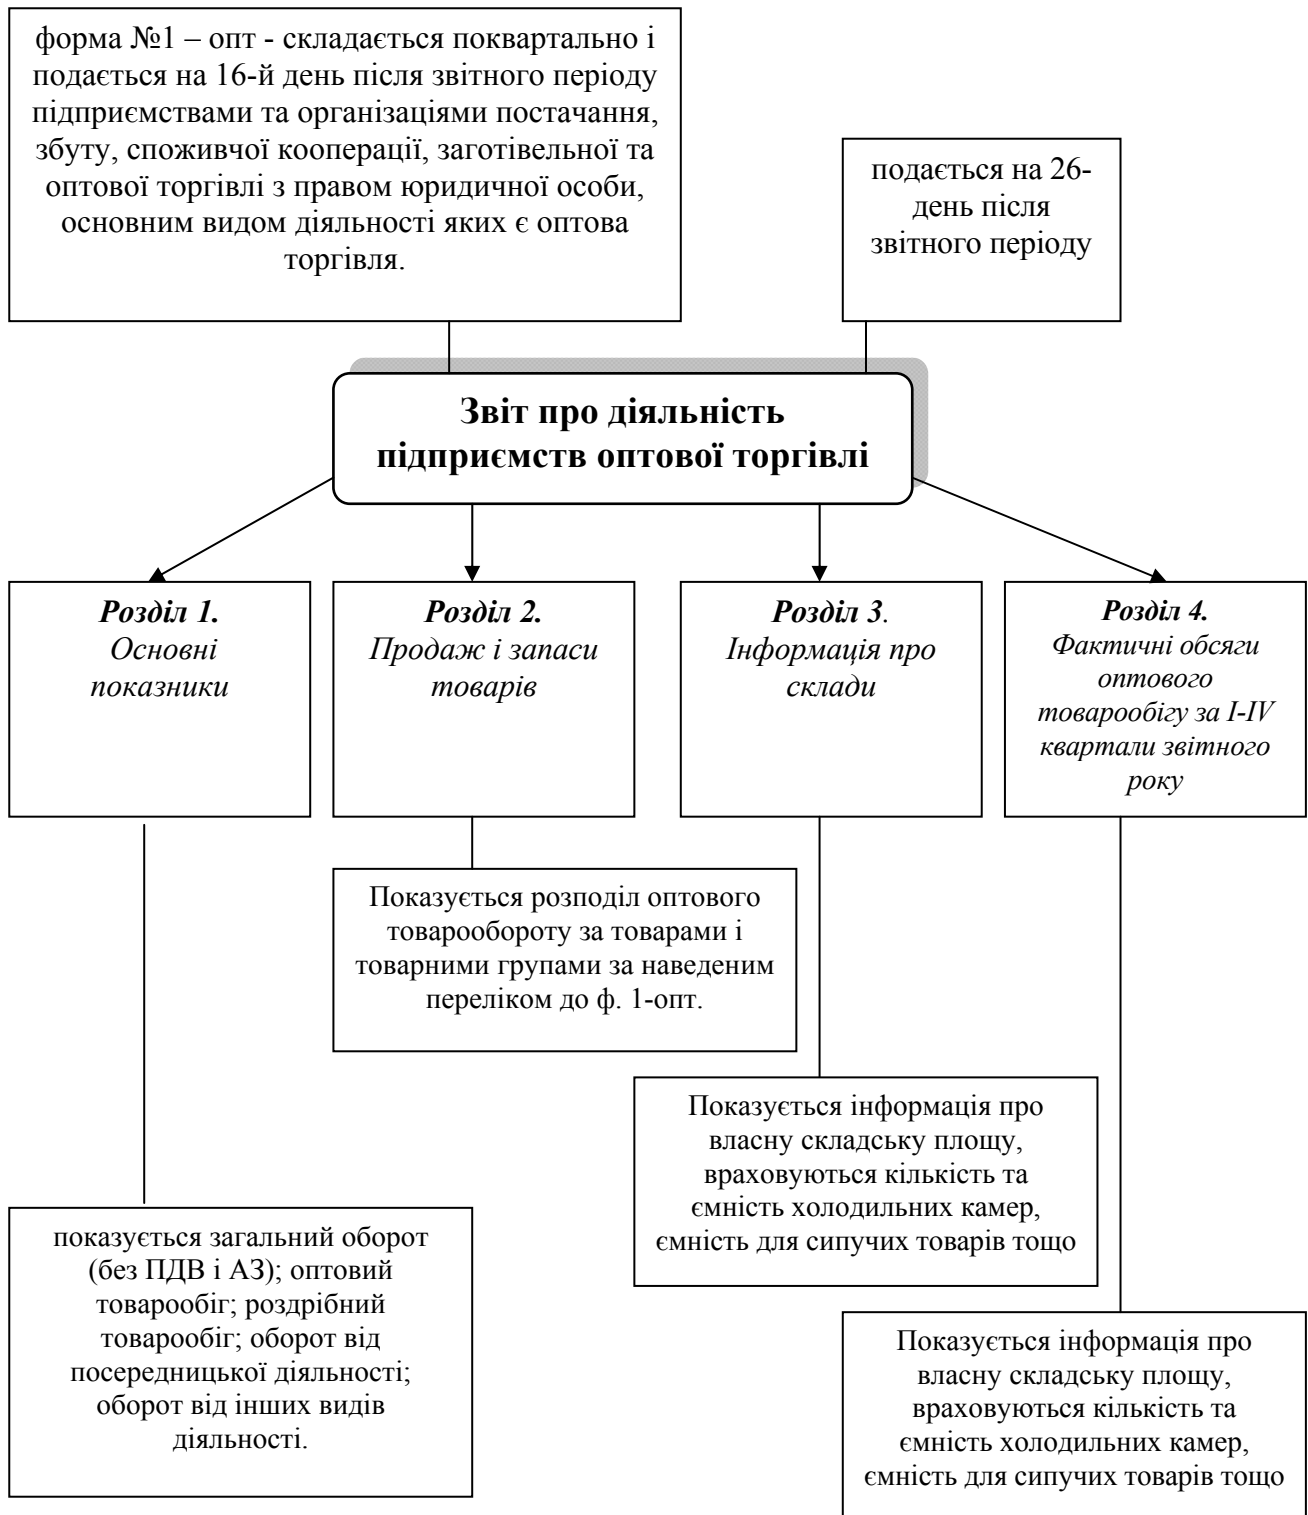 форма №1 – опт - складається поквартально і
подається на 16-й день після звітного періоду
підприємствами та організаціями постачання,
збуту, споживчої кооперації, заготівельної та
оптової торгівлі з правом юридичної особи,
основним видом діяльності яких є оптова
торгівля.
подається на 26-
день після
звітного періоду
Звіт про діяльність
підприємств оптової торгівлі
Розділ 1.
Основні
показники
Розділ 2.
Продаж і запаси
товарів
Розділ 3.
Інформація про
склади
Розділ 4.
Фактичні обсяги
оптового
товарообігу за I-IV
квартали звітного
року
Показується розподіл оптового
товарообороту за товарами і
товарними групами за наведеним
переліком до ф. 1-опт.
Показується інформація про
власну складську площу,
враховуються кількість та
ємність холодильних камер,
ємність для сипучих товарів тощо
показується загальний оборот
(без ПДВ і АЗ); оптовий
товарообіг; роздрібний
товарообіг; оборот від
посередницької діяльності;
оборот від інших видів
діяльності.
Показується інформація про
власну складську площу,
враховуються кількість та
ємність холодильних камер,
ємність для сипучих товарів тощо